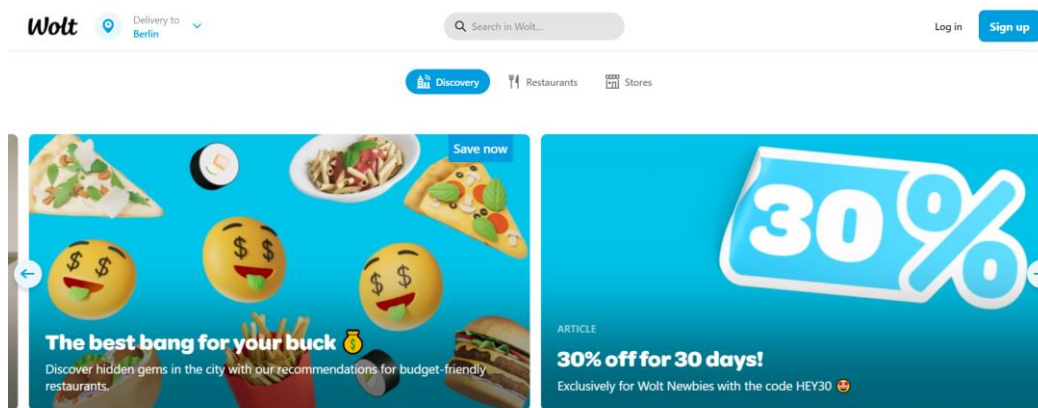 Wolt
Delivery to
Berlin
Search in Wolt...
Log in
Sign up
Discovery
Restaurants
Stores
Save now
30%
The best bang for your buck
Discover hidden gems in the city with our recommendations for budget-friendly
restaurants.
ARTICLE
30% off for 30 days!
Exclusively for Wolt Newbies with the code HEY30